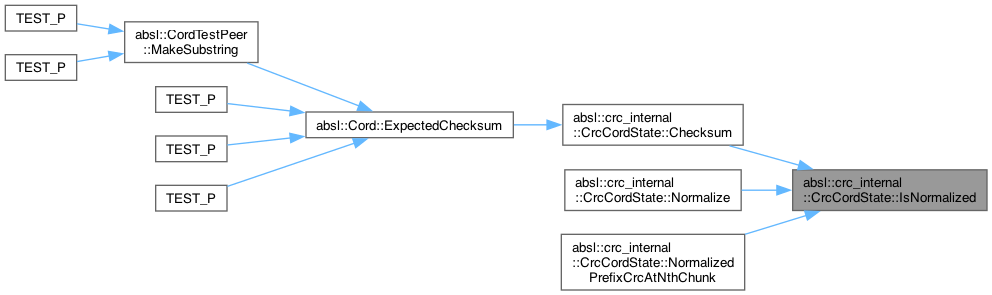 TEST_P
TEST_P
absl::CordTestPeer
::MakeSubstring
TEST_P
TEST_P
TEST_P
absl::Cord::ExpectedChecksum
absl::crc_internal
::CrcCordState::Checksum
absl::crc_internal
::CrcCordState::Normalize
absl::crc_internal
::CrcCordState::Normalized
PrefixCrcAtNthChunk
absl::crc_internal
::CrcCordState::IsNormalized